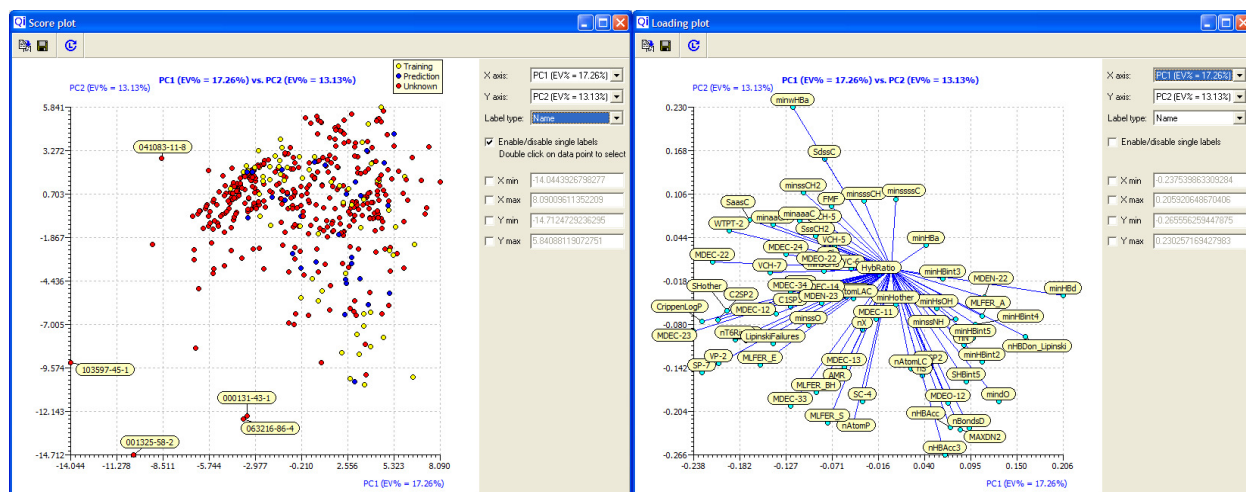 Score plot
PC1 (EV% = 17.26%) vs. PC2 (EV% = 13.13%)
PC2 (EV% = 13.13%)
Training
Prediction
Unknown
5.841
3.272
0.703
-1.867
-4.436
-7.005
-9.574
-12.143
-14.712
041083-11-8
103597-45-1
000131-43-1
063216-86-4
001325-58-2
-14.044 -11.278 -8.511 -5.744 -2.977 -0.210 2.556 5.323 8.090
PC1 (EV% = 17.26%)
X axis: PC1 (EV% = 17.26%)
Y axis: PC2 (EV% = 13.13%)
Label type: Name
Enable/disable single labels
Double click on data point to select
X min -14.0443926798277
X max 8.09009611352209
Y min -14.7124729236295
Y max 5.84088119072751
Loading plot
PC1 (EV% = 17.26%) vs. PC2 (EV% = 13.13%)
PC2 (EV% = 13.13%)
0.230
0.168
0.106
0.044
-0.018
-0.080
-0.142
-0.204
-0.266
minwHBa
SdssC
minssCH2
minsssCH
minssssC
SaasC
FMF
minaaaC
VCH-5
WTPT-2
SssCH2
VCH-5
minHBa
MDEC-24
MDEC-22
MDEO-22
VCH-7
HybRatio
minHBint3
MDEN-22
minHBd
SHother
C2SP2
MDEC-34
MDEC-14
CrippenLogP
MDEC-12
MDEN-23
minHother
minHsOH
MLFER_A
minHBint4
MDEC-23
minssO
nX
MDEC-11
minssNH
minHBint5
LipinskiFailures
nHBDon_Lipinski
VP-2
SP-7
MLFER_E
MDEC-13
nAtomLC
minHBint2
AMR
MLFER_BH
SHBint5
MDEC-33
SC-4
MDEO-12
mindO
MLFER_S
nAtomP
nHBAcc
nBondsD
MAXDN2
nHBAcc3
-0.238 -0.182 -0.127 -0.071 -0.016 0.040 0.095 0.150 0.206
PC1 (EV% = 17.26%)
X axis: PC1 (EV% = 17.26%)
Y axis: PC2 (EV% = 13.13%)
Label type: Name
Enable/disable single labels
X min -0.237539863309284
X max 0.205920648670406
Y min -0.265556259447875
Y max 0.230257169427983